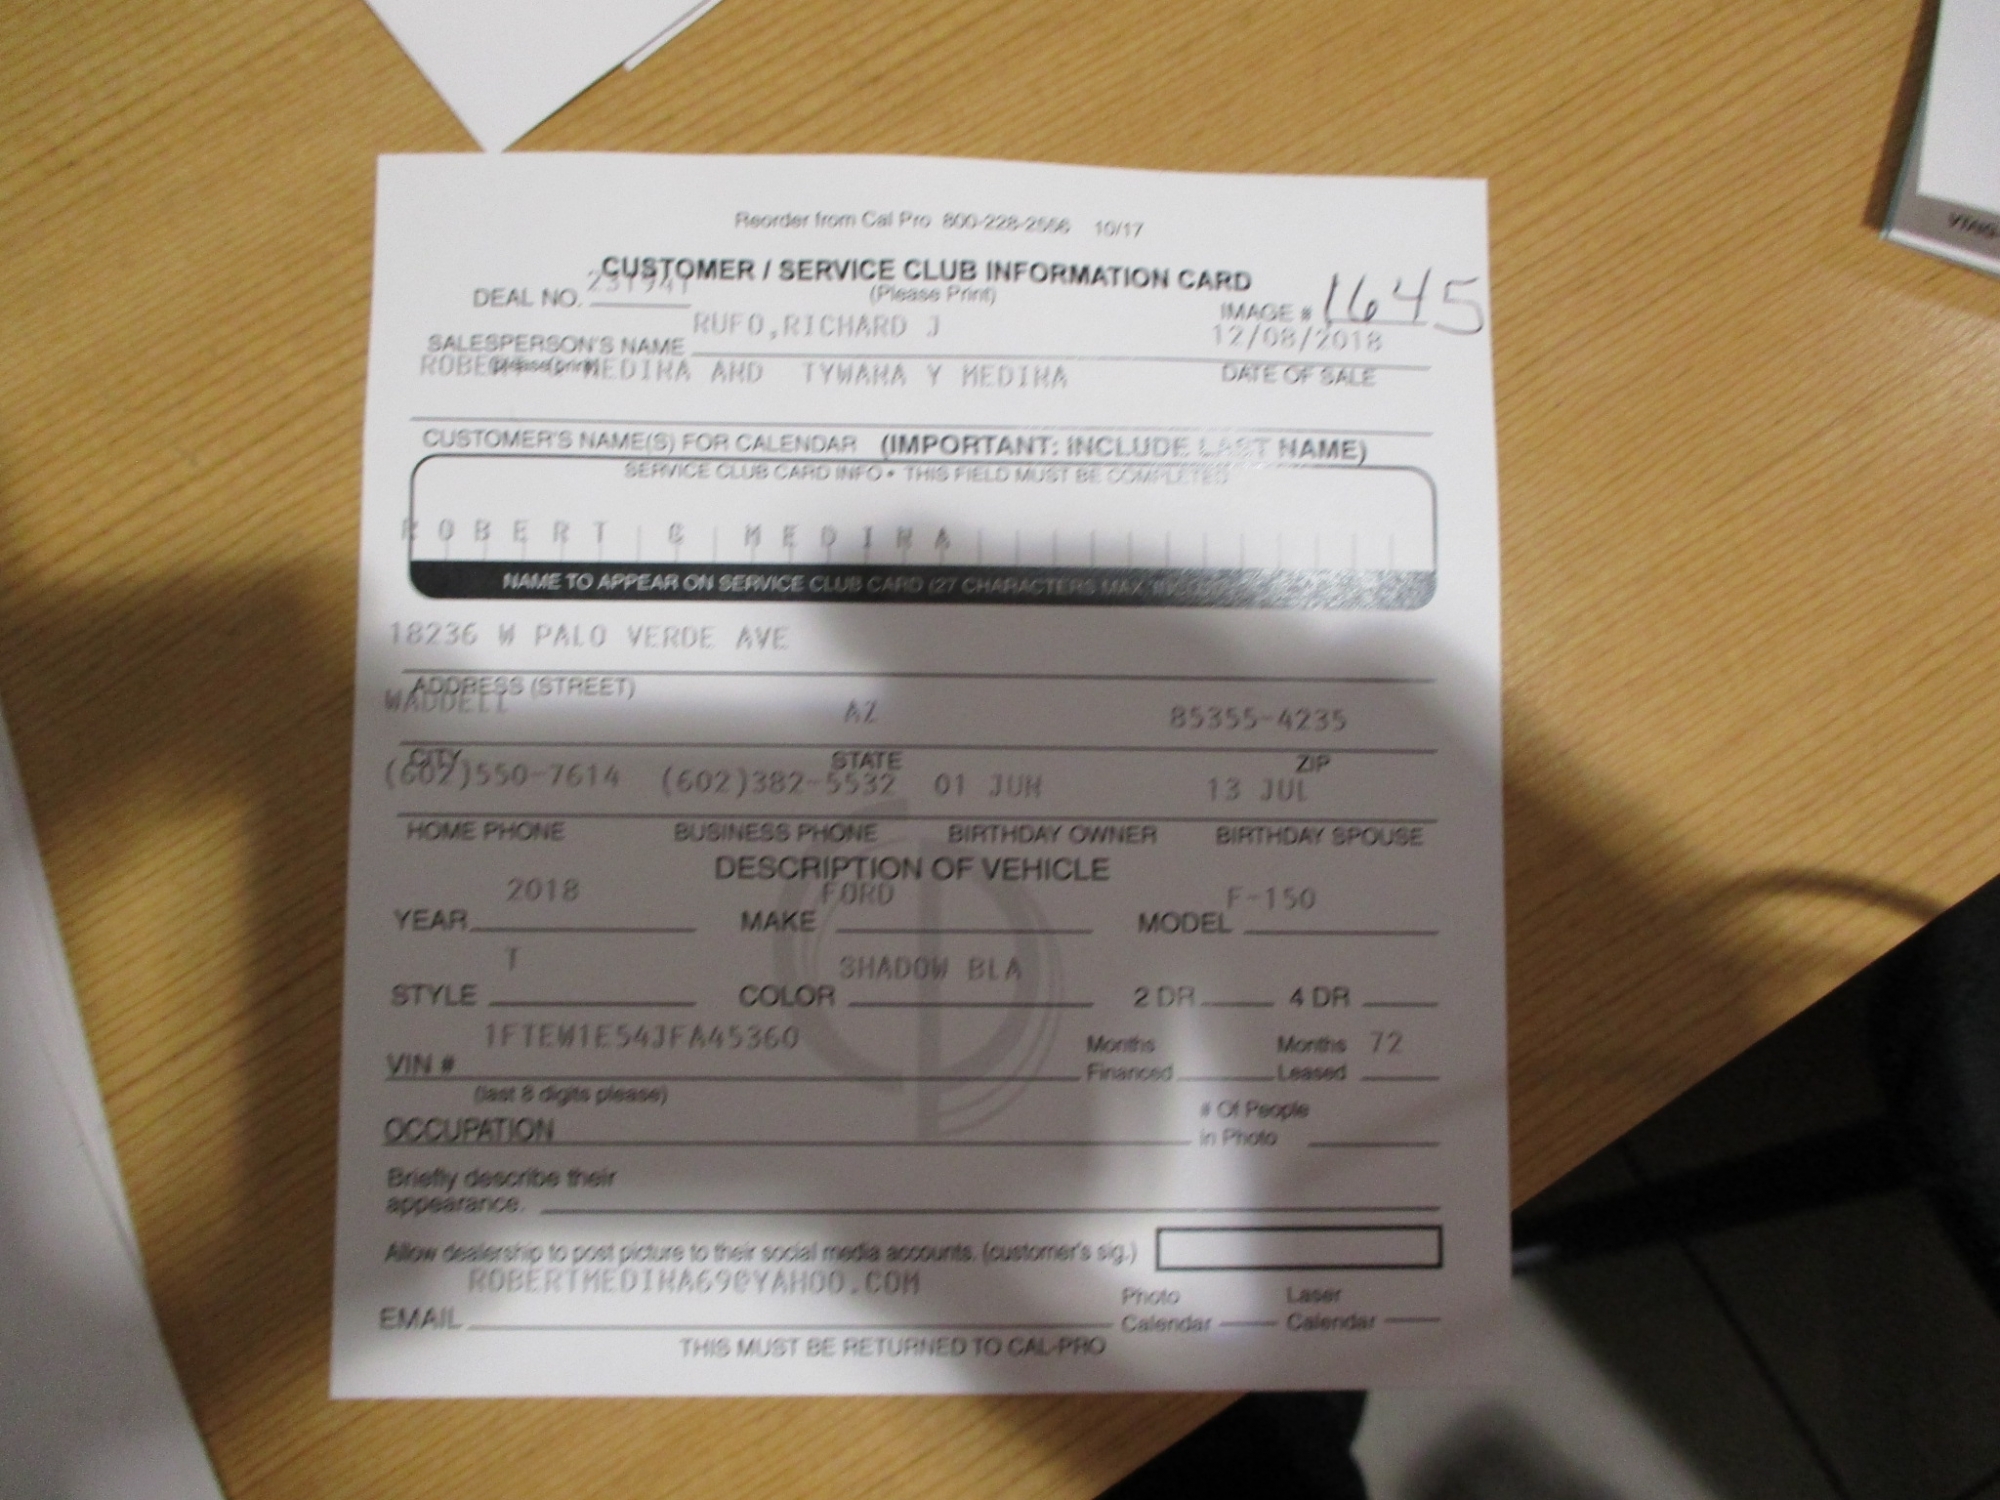 Reorder from Cal Pro 800-228-2556 10/17
CUSTOMER / SERVICE CLUB INFORMATION CARD
(Please Print)
DEAL NO. IMAGE # 1645
RUFO,RICHARD J 12/08/2018
SALESPERSON'S NAME
(please print) DATE OF SALE
ROBERT G MEDINA AND TYWANA Y MEDINA
CUSTOMER'S NAME(S) FOR CALENDAR (IMPORTANT: INCLUDE LAST NAME)
SERVICE CLUB CARD INFO • THIS FIELD MUST BE COMPLETED
ROBERT G MEDINA
NAME TO APPEAR ON SERVICE CLUB CARD (27 CHARACTERS MAX.
18236 W PALO VERDE AVE
ADDRESS (STREET)
WADDELL AZ 85355-4235
CITY STATE ZIP
(602)550-7614 (602)382-5532 01 JUN 13 JUL
HOME PHONE BUSINESS PHONE BIRTHDAY OWNER BIRTHDAY SPOUSE
DESCRIPTION OF VEHICLE
YEAR 2018 MAKE FORD MODEL F-150
STYLE T COLOR SHADOW BLA 2 DR 4 DR
VIN # 1FTEW1E54JFA45360 Months Financed Months Leased 72
(last 8 digits please)
OCCUPATION # Of People in Photo
Briefly describe their
appearance.
Allow dealership to post picture to their social media accounts. (customer's sig.)
ROBERTMEDINA69@YAHOO.COM
EMAIL Photo Calendar Laser Calendar
THIS MUST BE RETURNED TO CAL-PRO